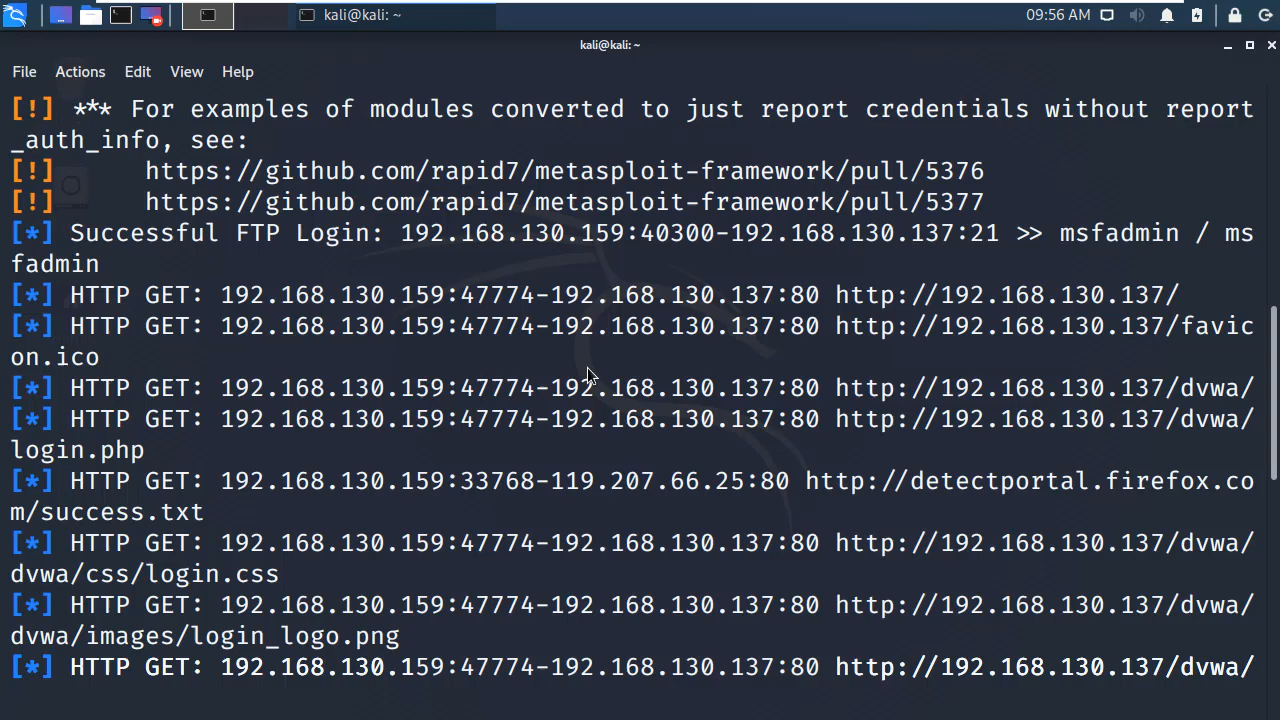 kali@kali: ~
09:56 AM
kali@kali: ~
File Actions Edit View Help
[!] *** For examples of modules converted to just report credentials without report
_auth_info, see:
[!]      https://github.com/rapid7/metasploit-framework/pull/5376
[!]      https://github.com/rapid7/metasploit-framework/pull/5377
[*] Successful FTP Login: 192.168.130.159:40300-192.168.130.137:21 >> msfadmin / ms
fadmin
[*] HTTP GET: 192.168.130.159:47774-192.168.130.137:80 http://192.168.130.137/
[*] HTTP GET: 192.168.130.159:47774-192.168.130.137:80 http://192.168.130.137/favic
on.ico
[*] HTTP GET: 192.168.130.159:47774-192.168.130.137:80 http://192.168.130.137/dvwa/
[*] HTTP GET: 192.168.130.159:47774-192.168.130.137:80 http://192.168.130.137/dvwa/
login.php
[*] HTTP GET: 192.168.130.159:33768-119.207.66.25:80 http://detectportal.firefox.co
m/success.txt
[*] HTTP GET: 192.168.130.159:47774-192.168.130.137:80 http://192.168.130.137/dvwa/
dvwa/css/login.css
[*] HTTP GET: 192.168.130.159:47774-192.168.130.137:80 http://192.168.130.137/dvwa/
dvwa/images/login_logo.png
[*] HTTP GET: 192.168.130.159:47774-192.168.130.137:80 http://192.168.130.137/dvwa/